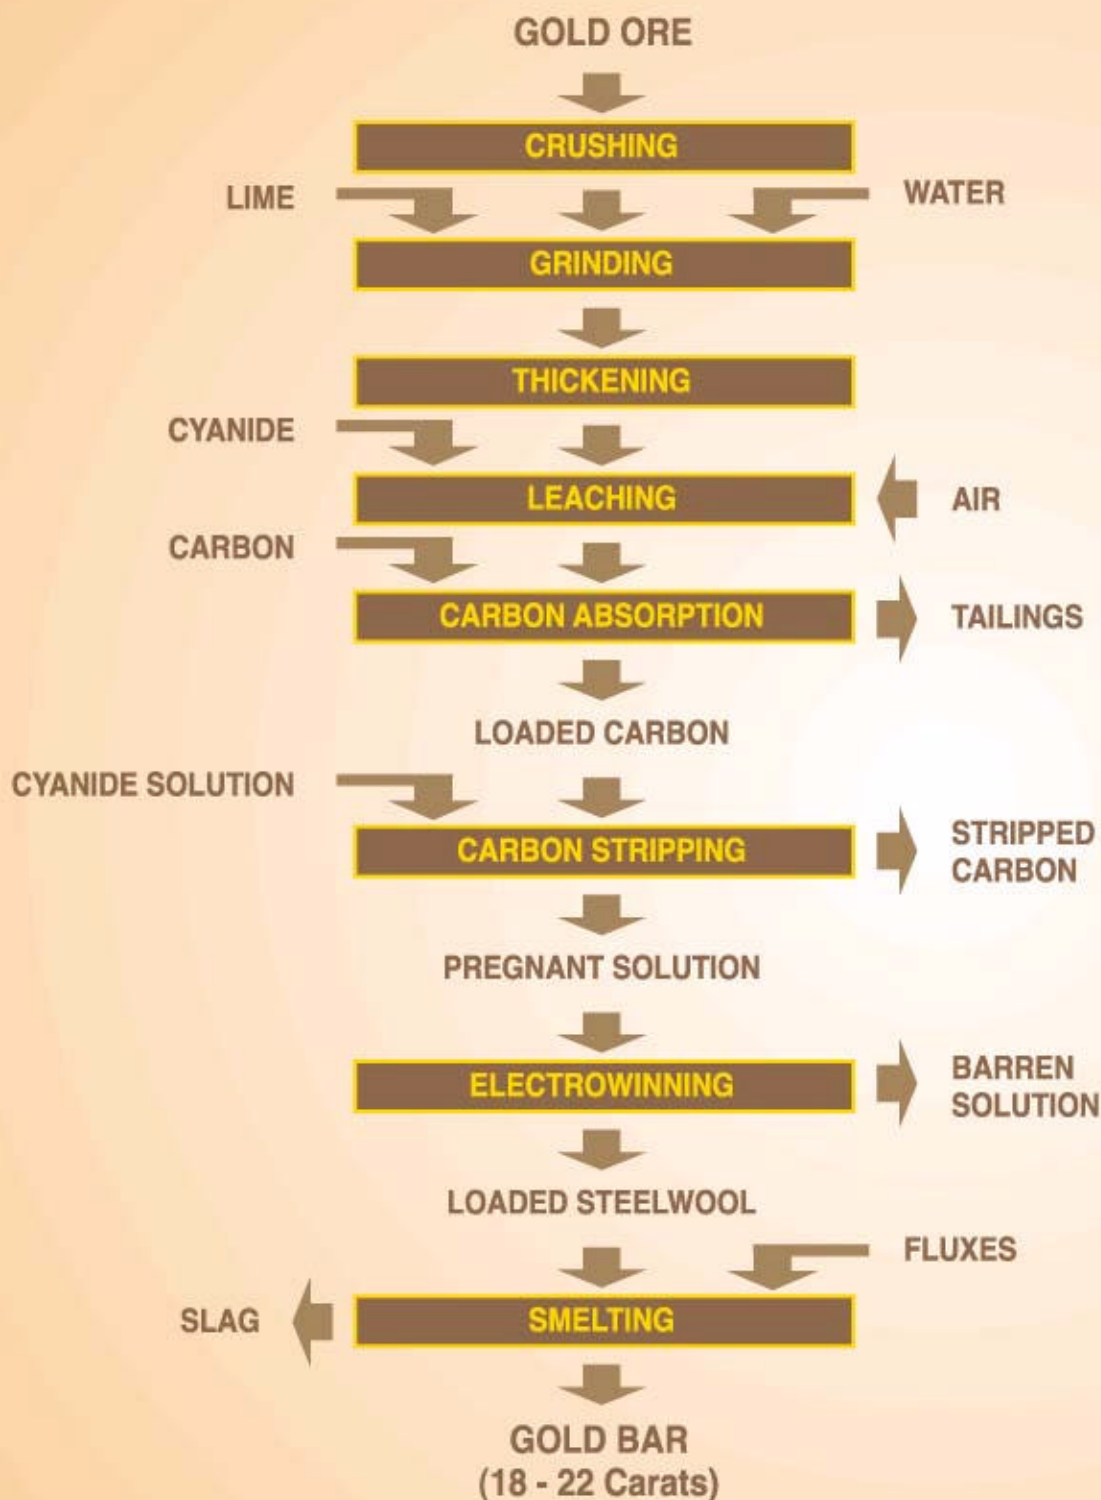 GOLD ORE
CRUSHING
LIME
WATER
GRINDING
THICKENING
CYANIDE
LEACHING
AIR
CARBON
CARBON ABSORPTION
TAILINGS
LOADED CARBON
CYANIDE SOLUTION
CARBON STRIPPING
STRIPPED
CARBON
PREGNANT SOLUTION
ELECTROWINNING
BARREN
SOLUTION
LOADED STEELWOOL
FLUXES
SLAG
SMELTING
GOLD BAR
(18 - 22 Carats)